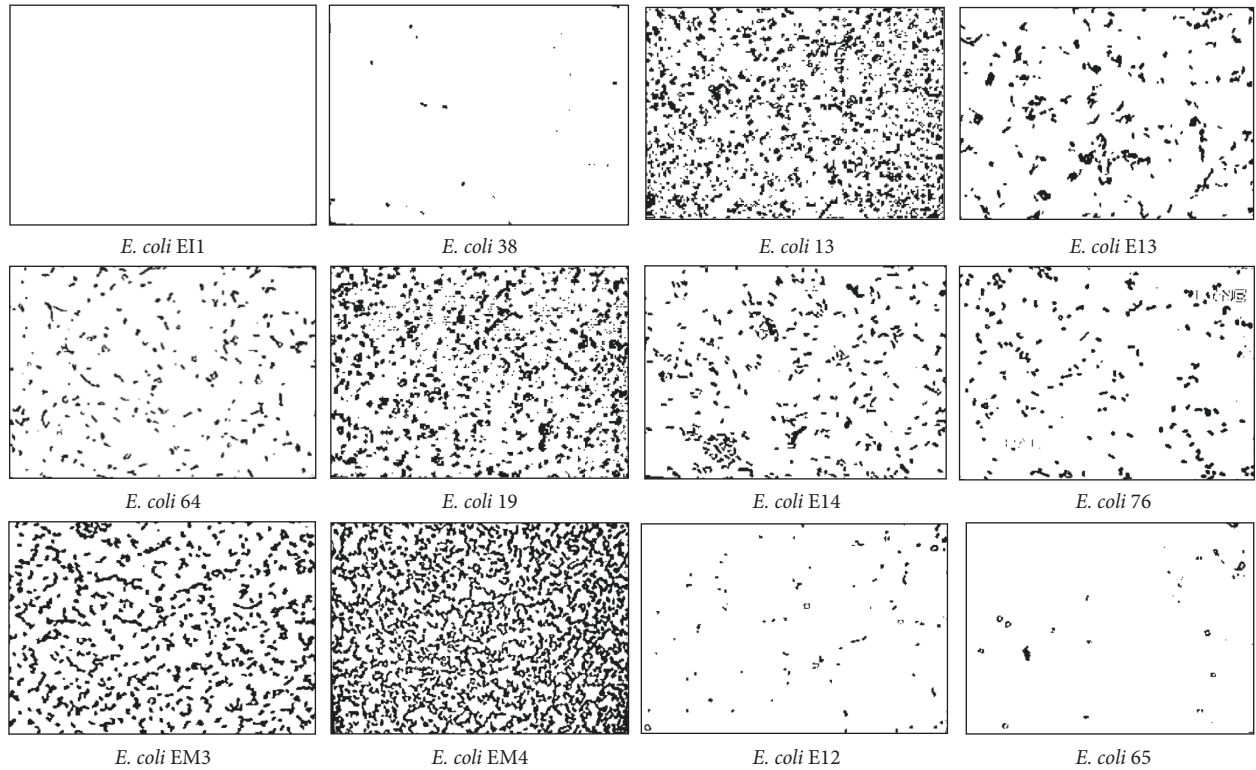 E. coli EI1
E. coli 38
E. coli 13
E. coli E13
E. coli 64
E. coli 19
E. coli E14
E. coli 76
E. coli EM3
E. coli EM4
E. coli E12
E. coli 65